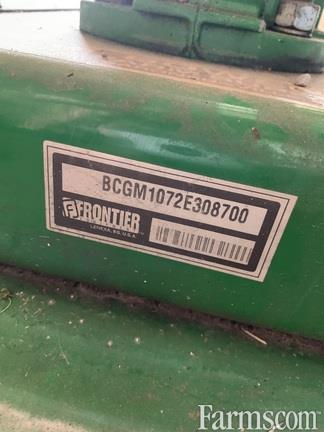 BCGM1072E308700
FRONTIER
LENEXA, KS, U.S.A.
Farms.com